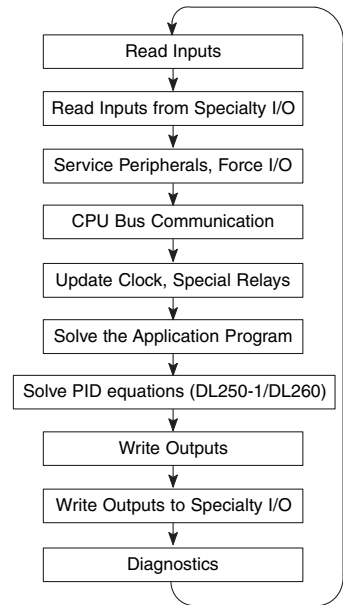 Read Inputs
Read Inputs from Specialty I/O
Service Peripherals, Force I/O
CPU Bus Communication
Update Clock, Special Relays
Solve the Application Program
Solve PID equations (DL250-1/DL260)
Write Outputs
Write Outputs to Specialty I/O
Diagnostics